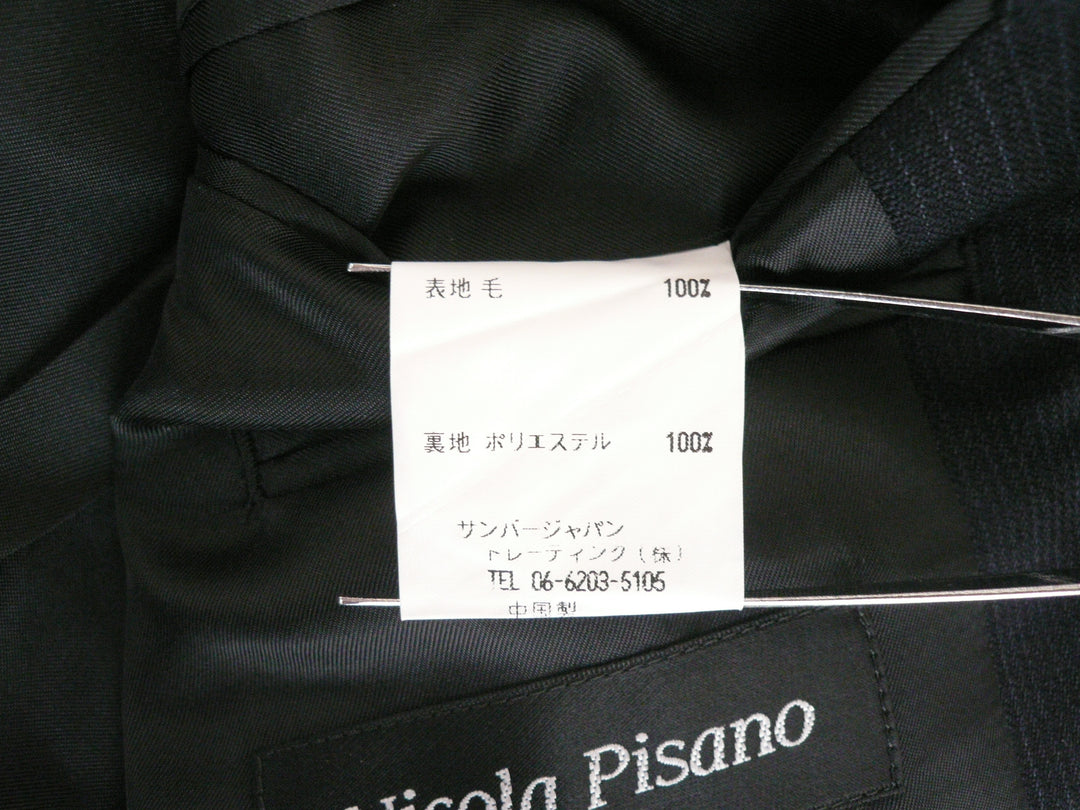 表地 毛 100%
裏地 ポリエステル 100%
サンバージャパン
トレーディング(株)
TEL 06-6203-5105
中国製
Nicola Pisano